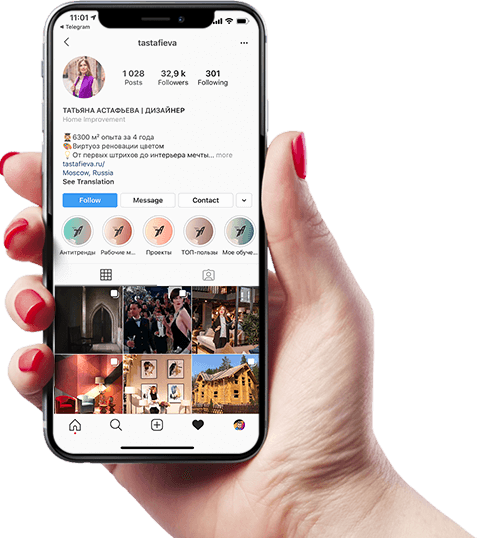 11:01
Telegram
tastafieva
1 028 32,9 k 301
Posts Followers Following
ТАТЬЯНА АСТАФЬЕВА | ДИЗАЙНЕР
Home Improvement
6300 м² опыта за 4 года
Виртуоз реновации цветом
От первых штрихов до интерьера мечты... more
tastafieva.ru/
Moscow, Russia
See Translation
Follow Message Contact
Антитренды Рабочие м... Проекты ТОП-пользы Мое обуче...